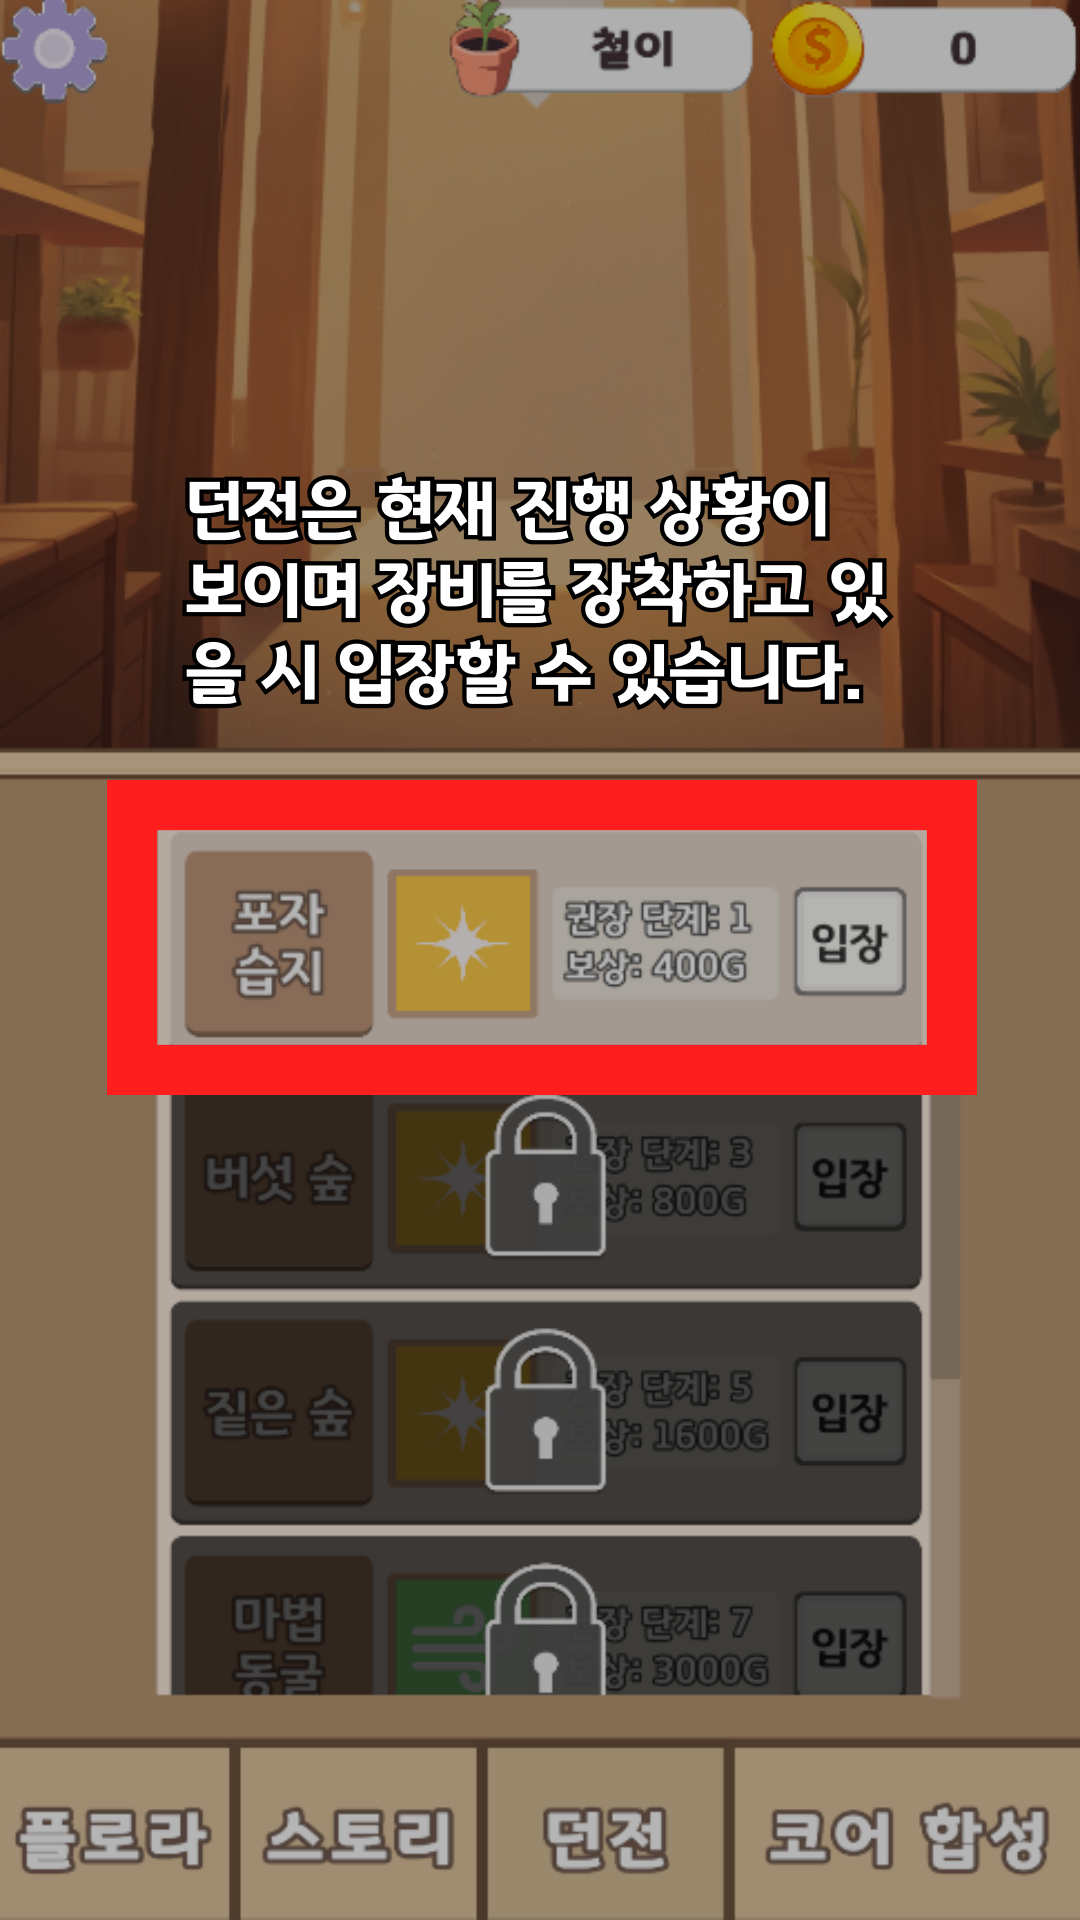 철이
0
던전은 현재 진행 상황이
보이며 장비를 장착하고 있
을 시 입장할 수 있습니다.
포자
습지
권장 단계: 1
보상: 400G
입장
버섯 숲
단계: 3
800G
입장
짙은 숲
단계: 5
1600G
입장
마법
동굴
단계: 7
3000G
입장
플로라
스토리
던전
코어 합성